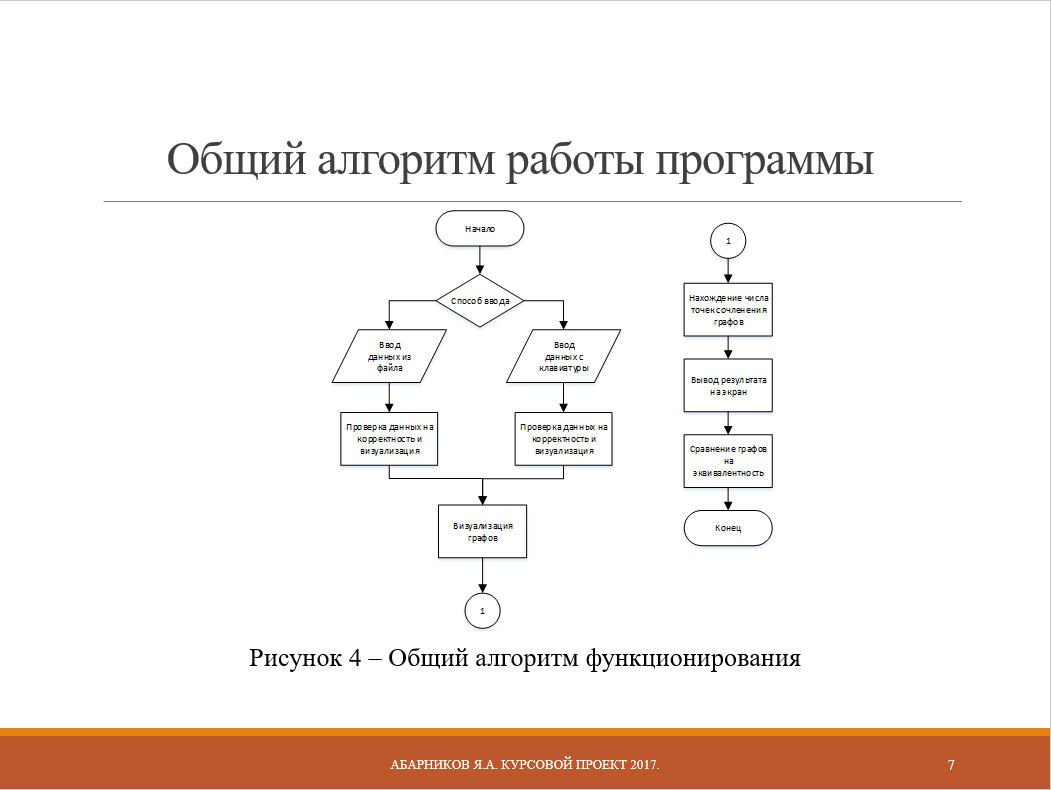 Общий алгоритм работы программы
Начало
Способ ввода
Ввод
данных из
файла
Ввод
данных с
клавиатуры
Проверка данных на
корректность и
визуализация
Проверка данных на
корректность и
визуализация
Визуализация
графов
1
1
Нахождение числа
точек сочленения
графов
Вывод результата
на экран
Сравнение графов
на
эквивалентность
Конец
Рисунок 4 – Общий алгоритм функционирования
АБАРНИКОВ Я.А. КУРСОВОЙ ПРОЕКТ 2017.
7